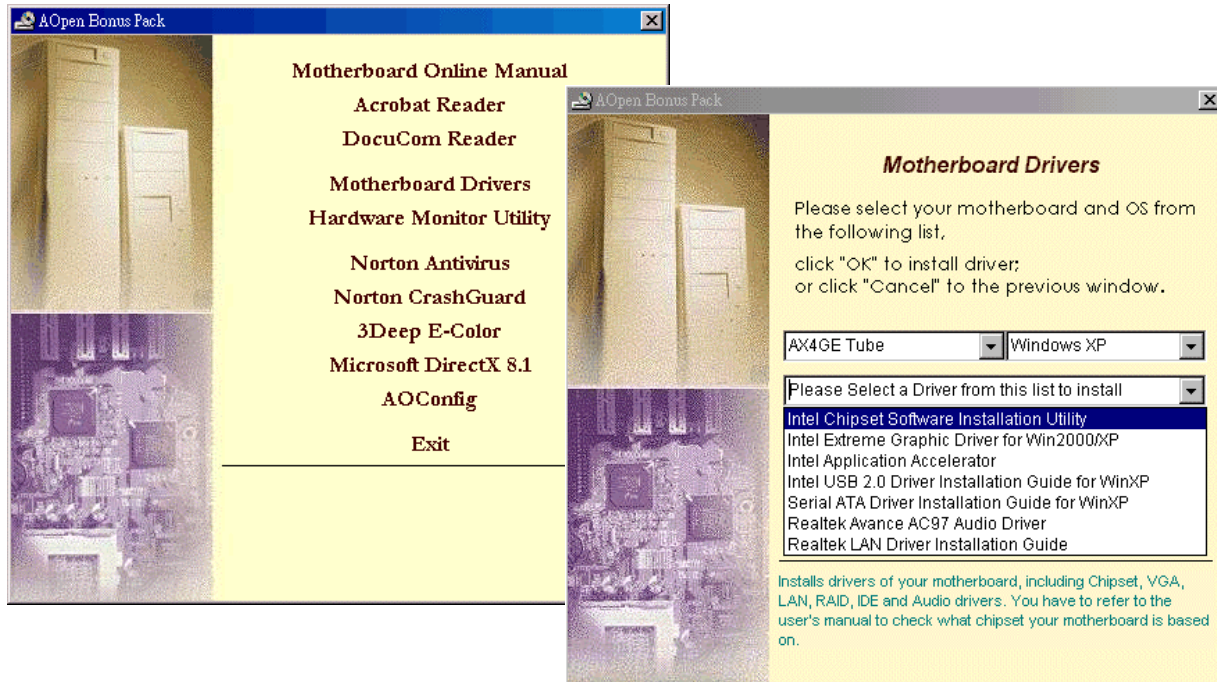 AOpen Bonus Pack
Motherboard Online Manual
Acrobat Reader
DocuCom Reader
Motherboard Drivers
Hardware Monitor Utility
Norton Antivirus
Norton CrashGuard
3Deep E-Color
Microsoft DirectX 8.1
AOConfig
Exit
AOpen Bonus Pack
Motherboard Drivers
Please select your motherboard and OS from
the following list,
click "OK" to install driver;
or click "Cancel" to the previous window.
AX4GE Tube
Windows XP
Please Select a Driver from this list to install
Intel Chipset Software Installation Utility
Intel Extreme Graphic Driver for Win2000/XP
Intel Application Accelerator
Intel USB 2.0 Driver Installation Guide for WinXP
Serial ATA Driver Installation Guide for WinXP
Realtek Avance AC97 Audio Driver
Realtek LAN Driver Installation Guide
Installs drivers of your motherboard, including Chipset, VGA,
LAN, RAID, IDE and Audio drivers. You have to refer to the
user's manual to check what chipset your motherboard is based
on.